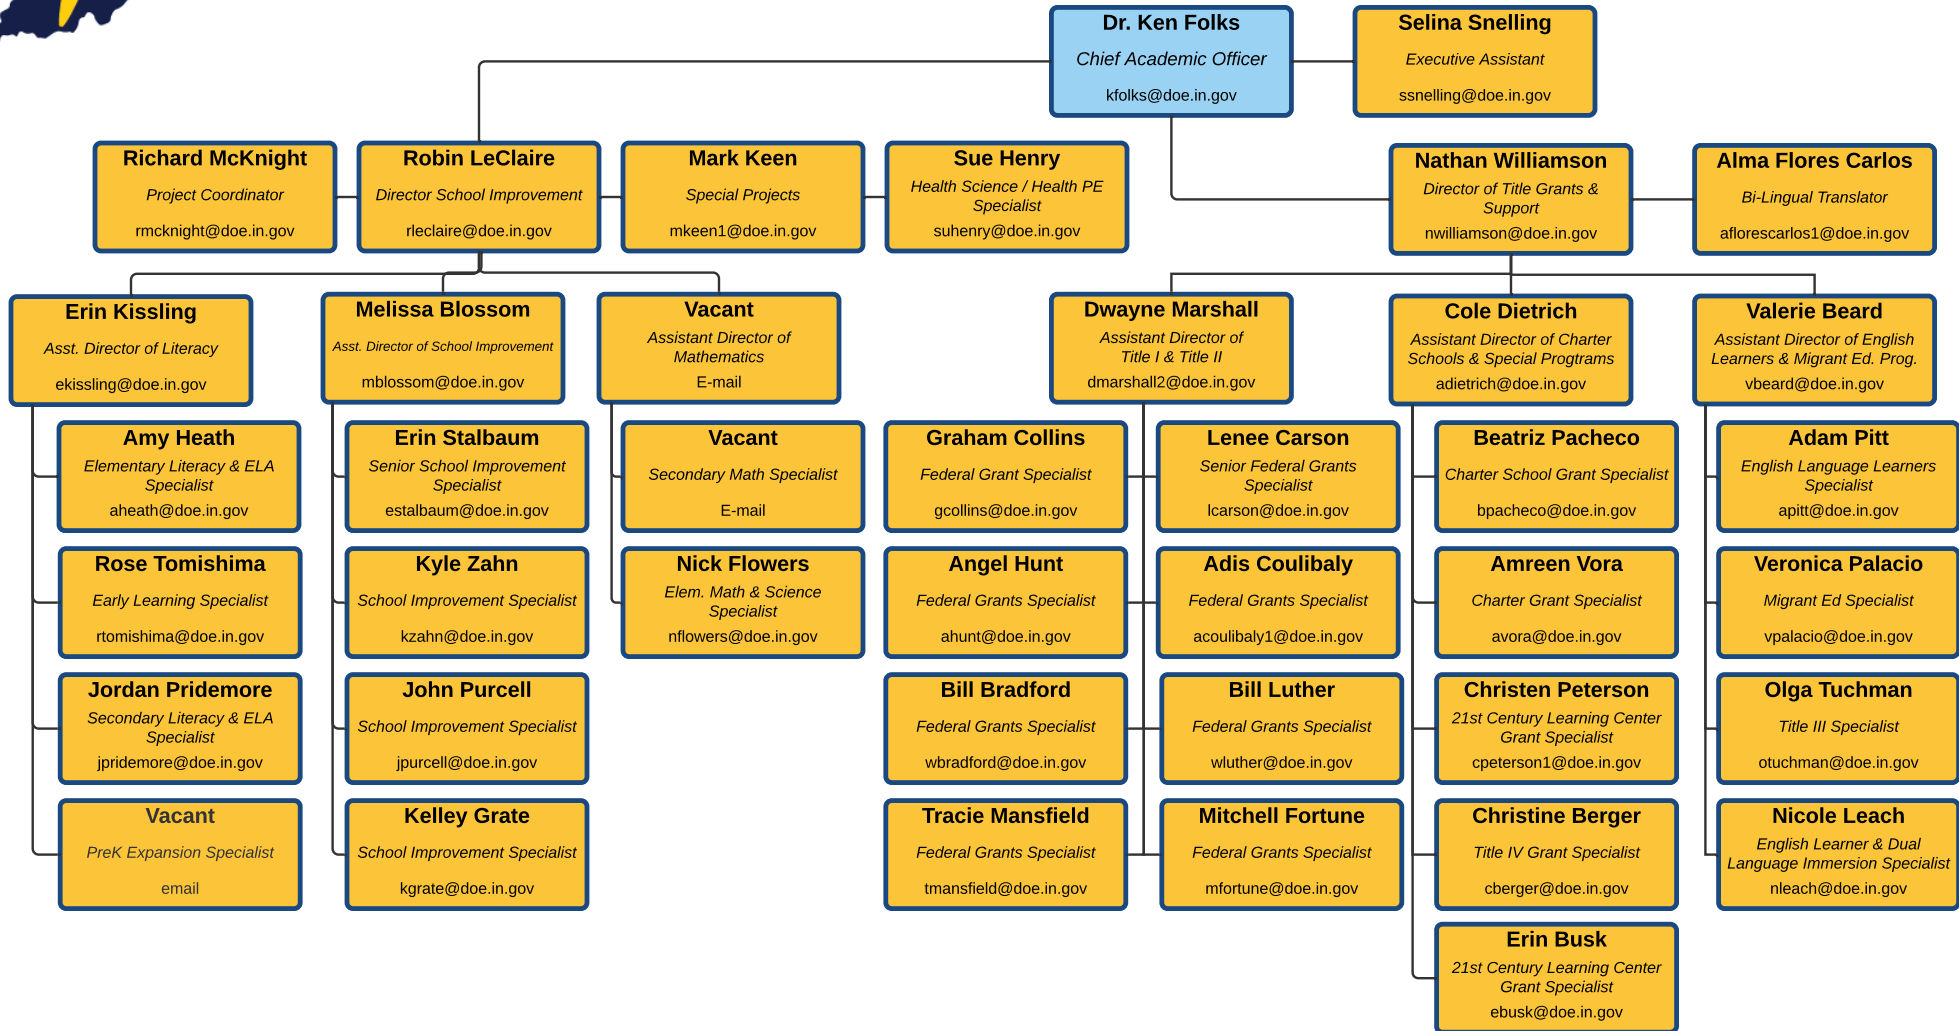 Dr. Ken Folks
Chief Academic Officer
kfolks@doe.in.gov
Selina Snelling
Executive Assistant
ssnelling@doe.in.gov
Richard McKnight
Project Coordinator
rmcknight@doe.in.gov
Robin LeClaire
Director School Improvement
rleclaire@doe.in.gov
Mark Keen
Special Projects
mkeen1@doe.in.gov
Sue Henry
Health Science / Health PE
Specialist
suhenry@doe.in.gov
Nathan Williamson
Director of Title Grants &
Support
nwilliamson@doe.in.gov
Alma Flores Carlos
Bi-Lingual Translator
aflorescarlos1@doe.in.gov
Erin Kissling
Asst. Director of Literacy
ekissling@doe.in.gov
Melissa Blossom
Asst. Director of School Improvement
mblossom@doe.in.gov
Vacant
Assistant Director of
Mathematics
E-mail
Dwayne Marshall
Assistant Director of
Title I & Title II
dmarshall2@doe.in.gov
Cole Dietrich
Assistant Director of Charter
Schools & Special Progtrams
adietrich@doe.in.gov
Valerie Beard
Assistant Director of English
Learners & Migrant Ed. Prog.
vbeard@doe.in.gov
Amy Heath
Elementary Literacy & ELA
Specialist
aheath@doe.in.gov
Erin Stalbaum
Senior School Improvement
Specialist
estalbaum@doe.in.gov
Vacant
Secondary Math Specialist
E-mail
Graham Collins
Federal Grant Specialist
gcollins@doe.in.gov
Lenee Carson
Senior Federal Grants
Specialist
lcarson@doe.in.gov
Beatriz Pacheco
Charter School Grant Specialist
bpacheco@doe.in.gov
Adam Pitt
English Language Learners
Specialist
apitt@doe.in.gov
Rose Tomishima
Early Learning Specialist
rtomishima@doe.in.gov
Kyle Zahn
School Improvement Specialist
kzahn@doe.in.gov
Nick Flowers
Elem. Math & Science
Specialist
nflowers@doe.in.gov
Angel Hunt
Federal Grants Specialist
ahunt@doe.in.gov
Adis Coulibaly
Federal Grants Specialist
acoulibaly1@doe.in.gov
Amreen Vora
Charter Grant Specialist
avora@doe.in.gov
Veronica Palacio
Migrant Ed Specialist
vpalacio@doe.in.gov
Jordan Pridemore
Secondary Literacy & ELA
Specialist
jpridemore@doe.in.gov
John Purcell
School Improvement Specialist
jpurcell@doe.in.gov
Bill Bradford
Federal Grants Specialist
wbradford@doe.in.gov
Bill Luther
Federal Grants Specialist
wluther@doe.in.gov
Christen Peterson
21st Century Learning Center
Grant Specialist
cpeterson1@doe.in.gov
Olga Tuchman
Title III Specialist
otuchman@doe.in.gov
Vacant
PreK Expansion Specialist
email
Kelley Grate
School Improvement Specialist
kgrate@doe.in.gov
Tracie Mansfield
Federal Grants Specialist
tmansfield@doe.in.gov
Mitchell Fortune
Federal Grants Specialist
mfortune@doe.in.gov
Christine Berger
Title IV Grant Specialist
cberger@doe.in.gov
Nicole Leach
English Learner & Dual
Language Immersion Specialist
nleach@doe.in.gov
Erin Busk
21st Century Learning Center
Grant Specialist
ebusk@doe.in.gov